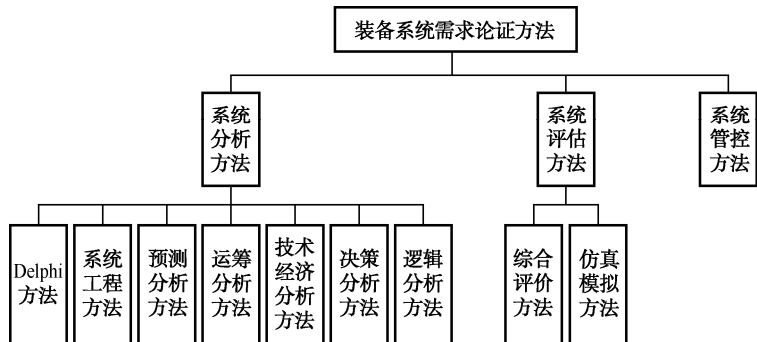 装备系统需求论证方法
系统
分析
方法
系统
评估
方法
系统
管控
方法
Delphi
方法
系统
工程
方法
预测
分析
方法
运筹
分析
方法
技术
经济
分析
方法
决策
分析
方法
逻辑
分析
方法
综合
评价
方法
仿真
模拟
方法